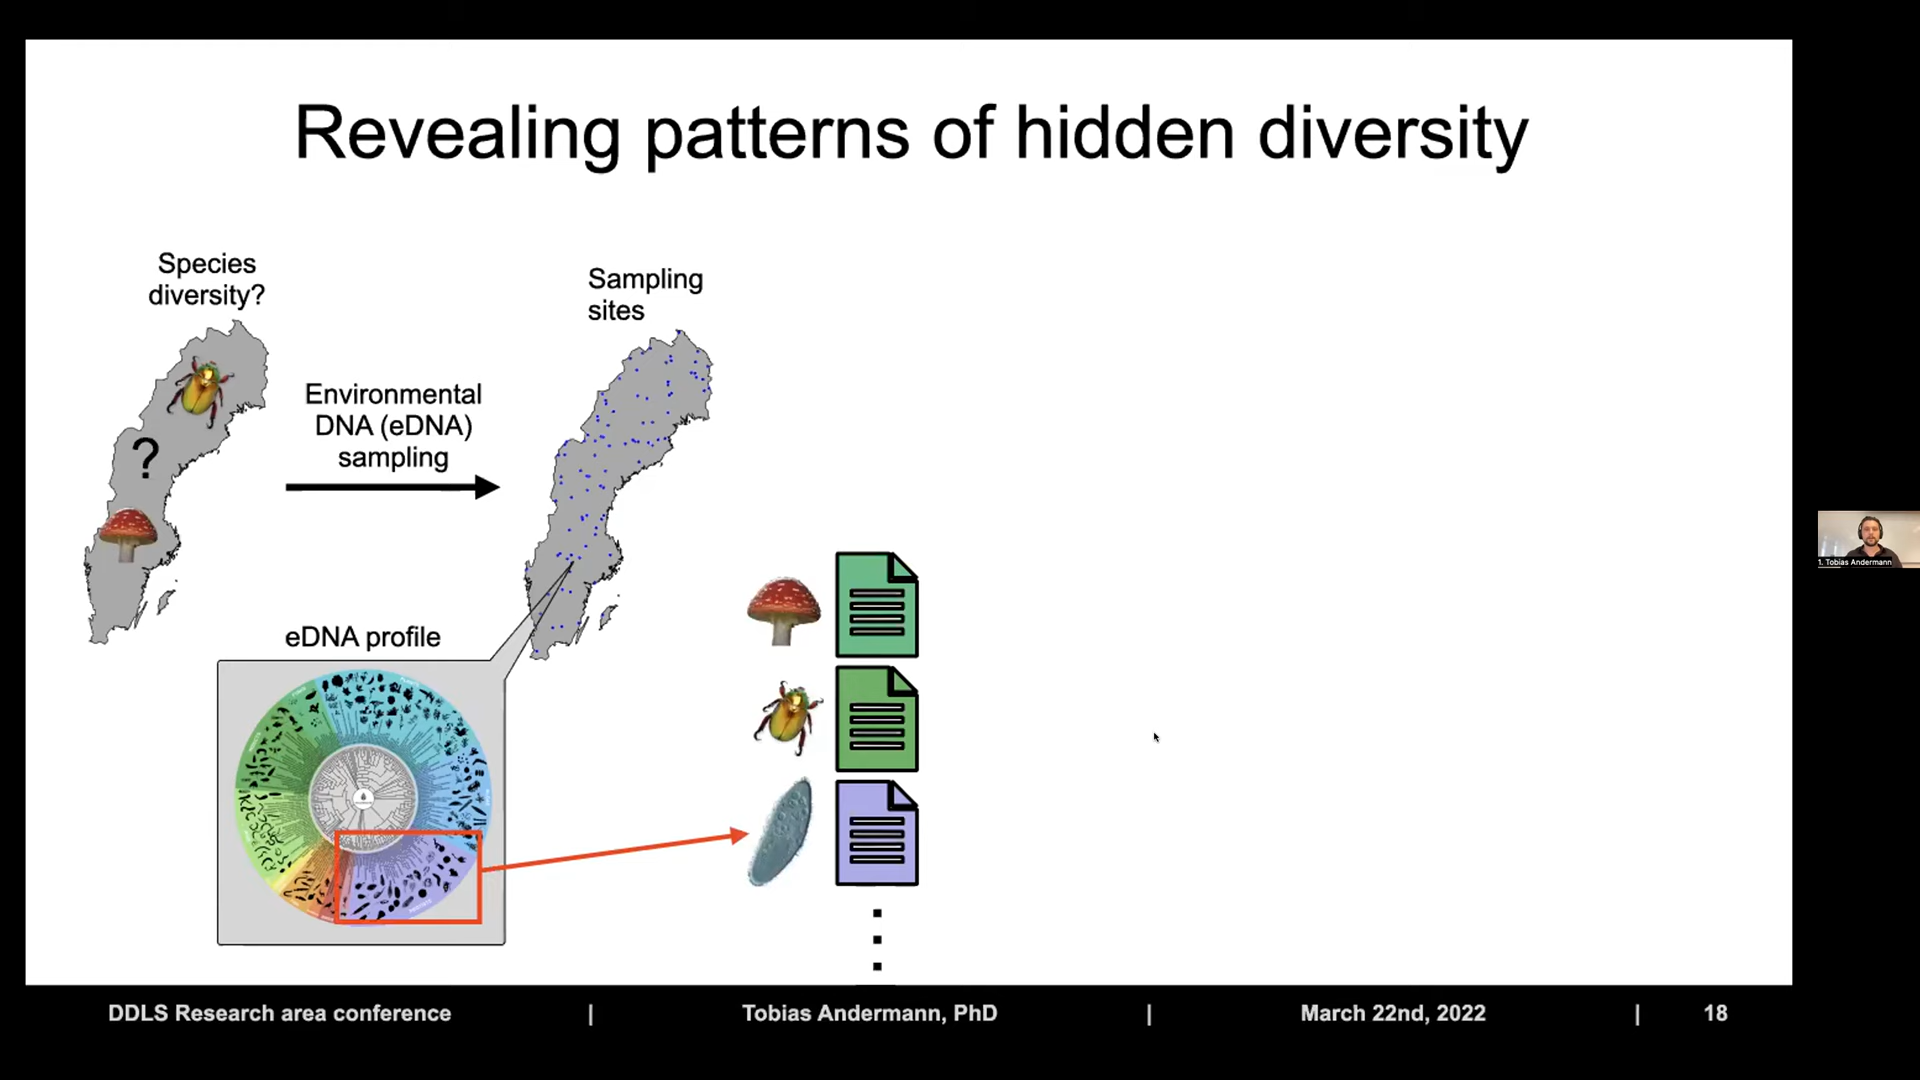 Revealing patterns of hidden diversity
Species
diversity?
Sampling
sites
Environmental
DNA (eDNA)
sampling
?
eDNA profile
1. Tobias Andermann
DDLS Research area conference | Tobias Andermann, PhD | March 22nd, 2022 | 18